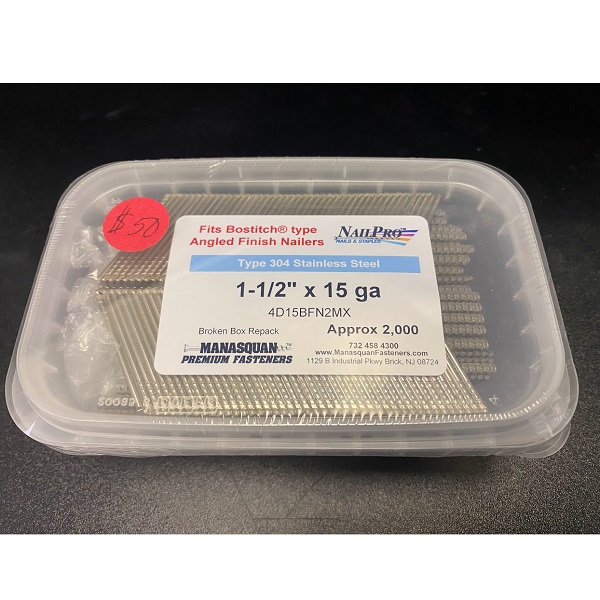 $50
Fits Bostitch® type
Angled Finish Nailers
NAILPRO™
NAILS & STAPLES
Type 304 Stainless Steel
1-1/2" x 15 ga
4D15BFN2MX
Broken Box Repack
Approx 2,000
MANASQUAN
PREMIUM FASTENERS
732 458 4300
www.ManasquanFasteners.com
1129 B Industrial Pkwy Brick, NJ 08724